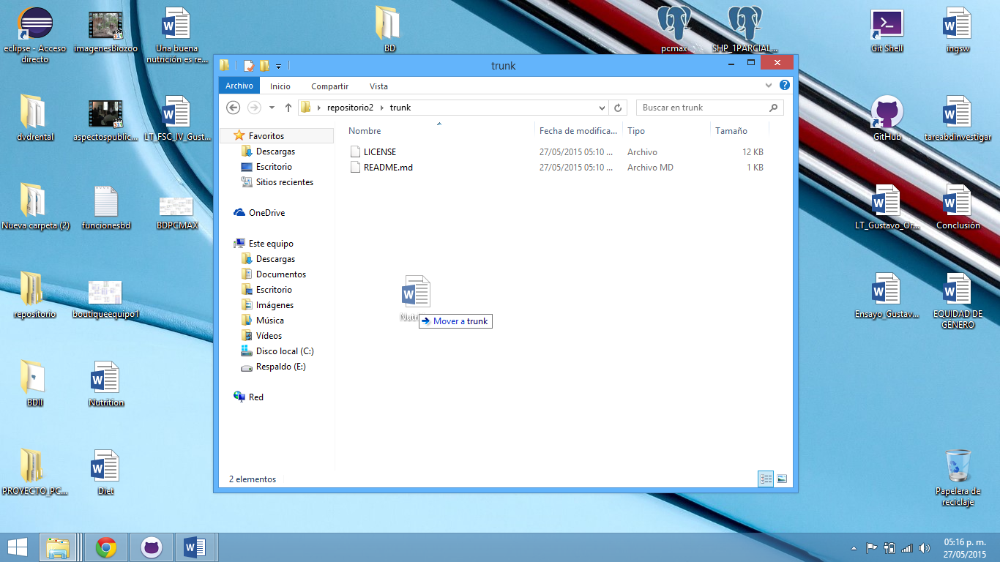 eclipse - Acceso
directo
imagenesBiozoo
Una buena
nutrición es re...
BD
pcmax
SHP_1PARCIAL...
Git Shell
ingsw
dvdrental
aspectospublic...
LT_FSC_IV_Gust...
GitHub
tareabdinvestigar
Nueva carpeta (2)
funcionesbd
BDPCMAX
LT_Gustavo_Or...
Conclusión
repositorio
boutiqueequipo1
Ensayo_Gustav...
EQUIDAD DE
GÉNERO
BDII
Nutrition
PROYECTO_PC...
Diet
Papelera de
reciclaje
trunk
Archivo
Inicio
Compartir
Vista
repositorio2
trunk
Buscar en trunk
Favoritos
Descargas
Escritorio
Sitios recientes
OneDrive
Este equipo
Descargas
Documentos
Escritorio
Imágenes
Música
Vídeos
Disco local (C:)
Respaldo (E:)
Red
Nombre
Fecha de modifica...
Tipo
Tamaño
LICENSE
27/05/2015 05:10 ...
Archivo
12 KB
README.md
27/05/2015 05:10 ...
Archivo MD
1 KB
Mover a trunk
2 elementos
05:16 p. m.
27/05/2015